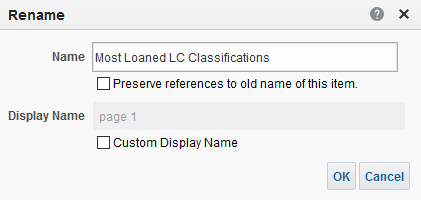 Rename
Name Most Loaned LC Classifications
Preserve references to old name of this item.
Display Name page 1
Custom Display Name
OK Cancel